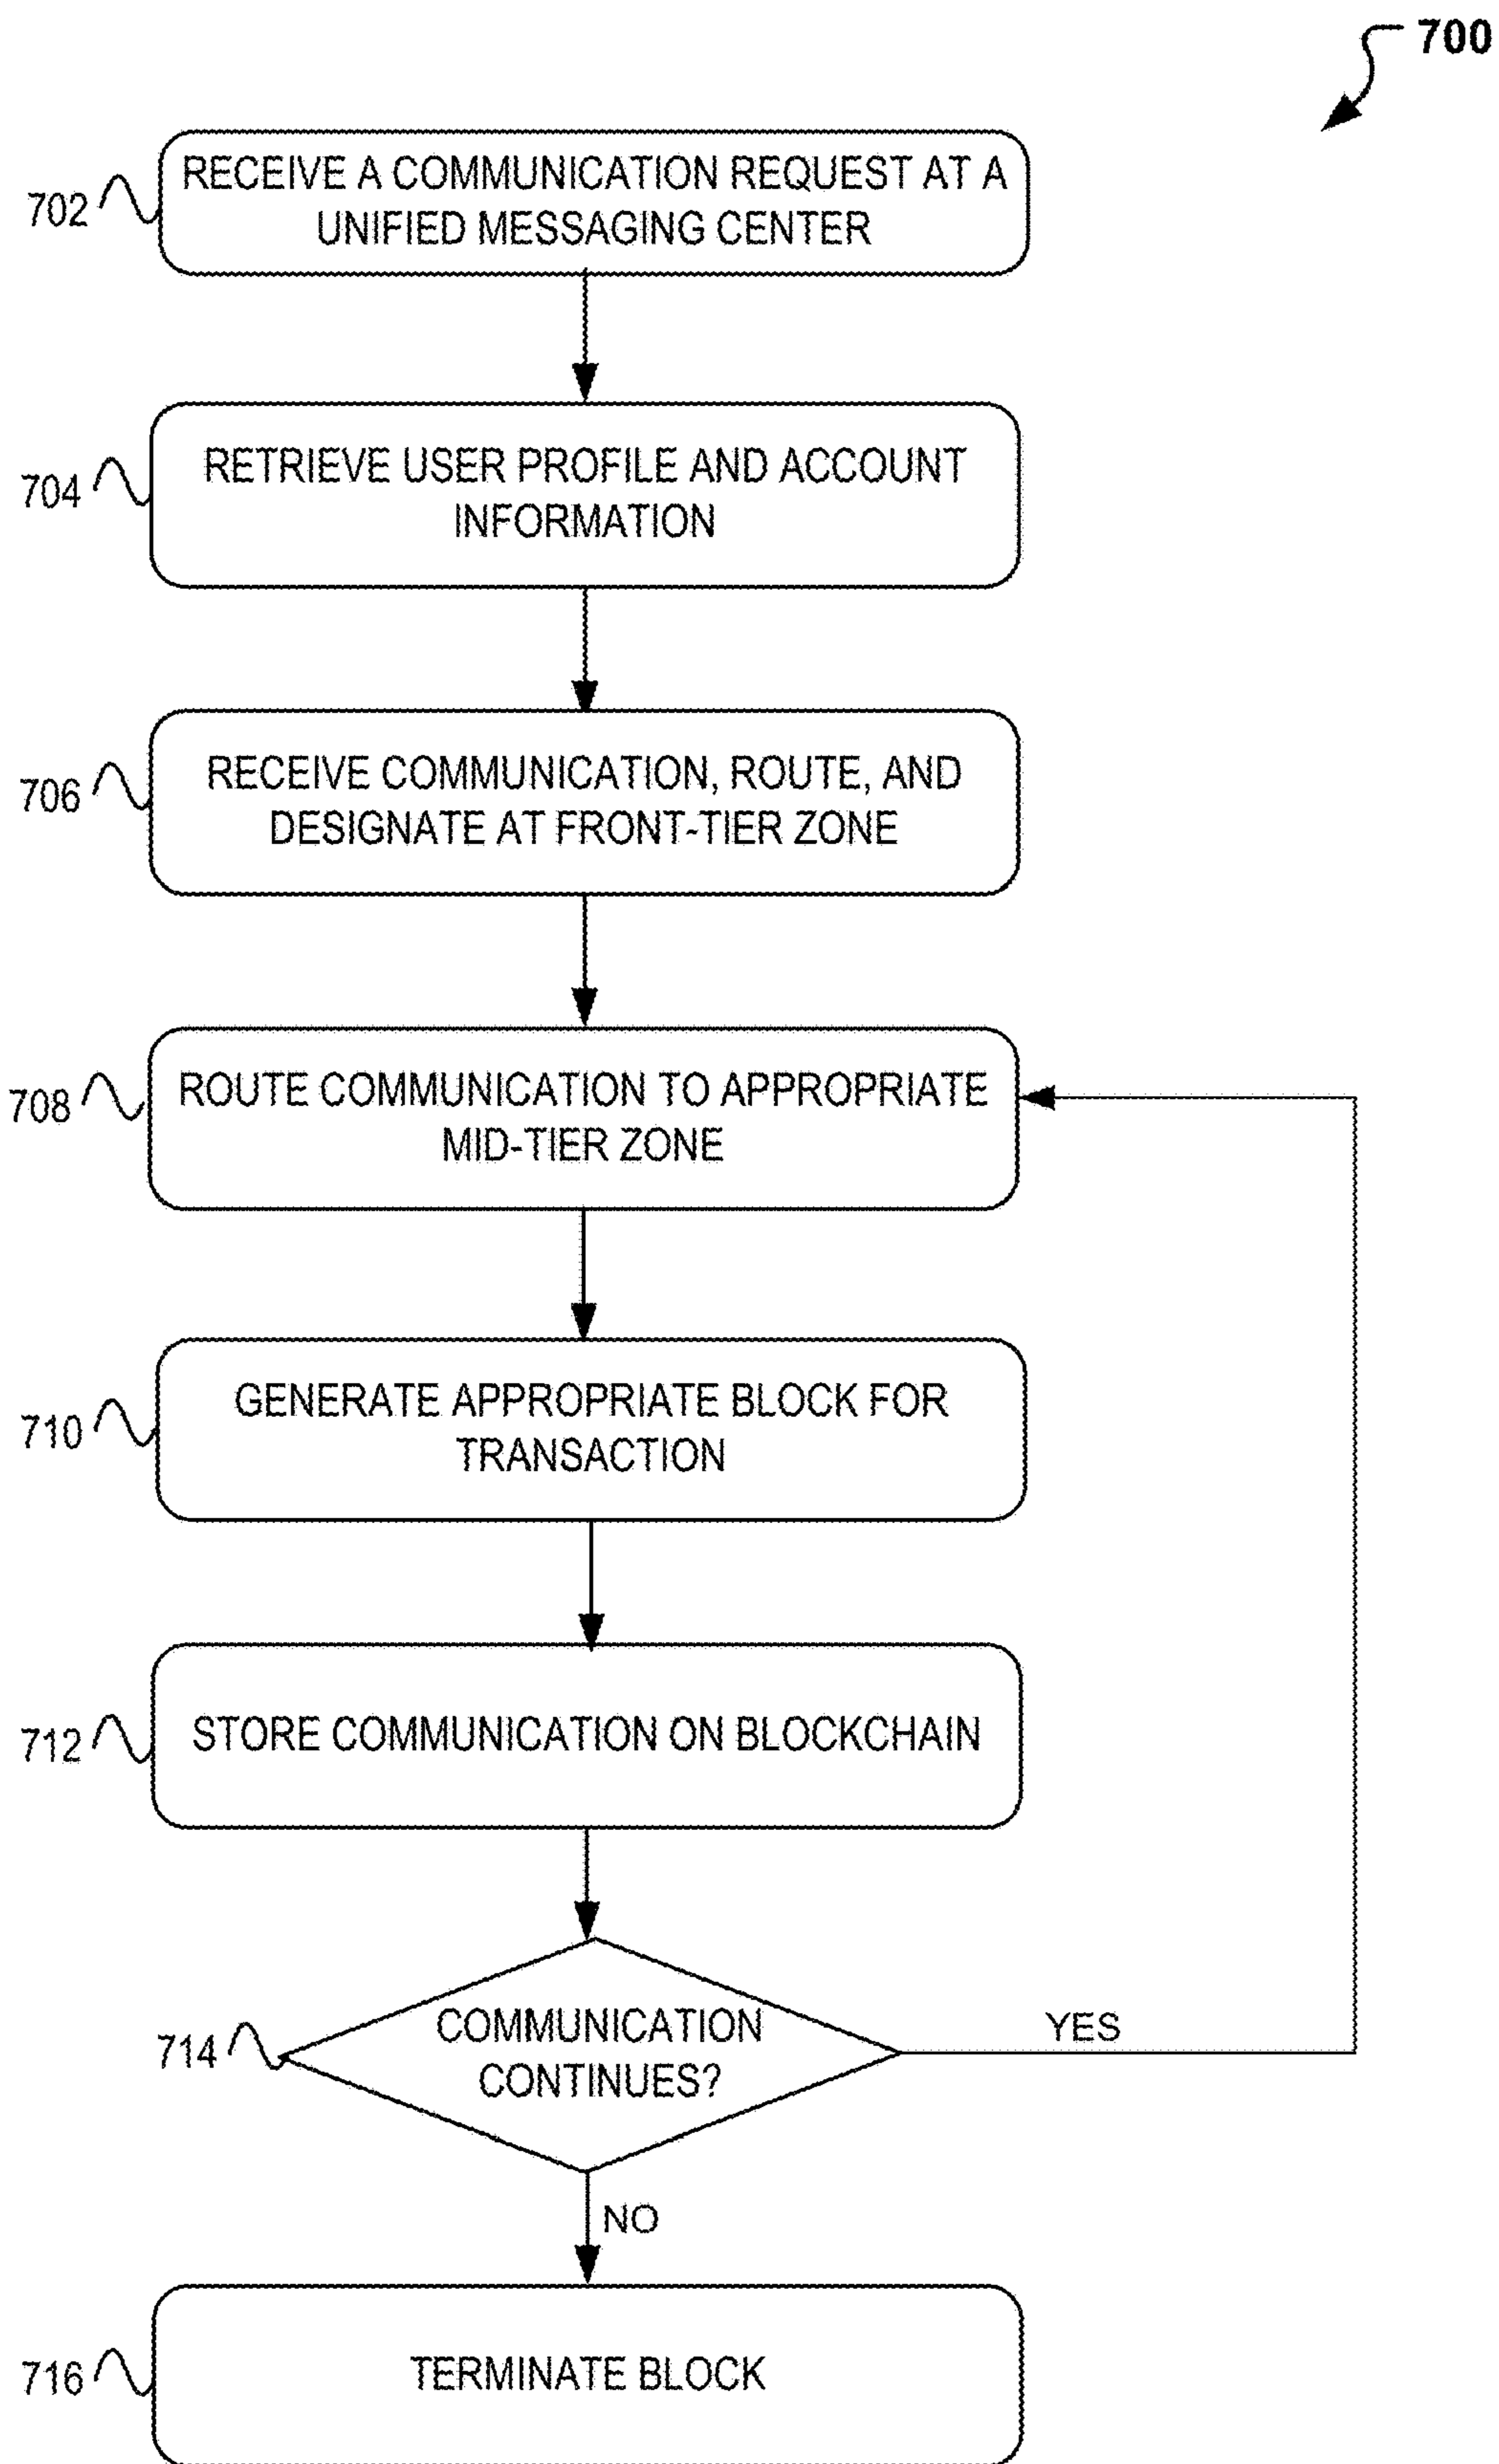 700
702
RECEIVE A COMMUNICATION REQUEST AT A
UNIFIED MESSAGING CENTER
704
RETRIEVE USER PROFILE AND ACCOUNT
INFORMATION
706
RECEIVE COMMUNICATION, ROUTE, AND
DESIGNATE AT FRONT-TIER ZONE
708
ROUTE COMMUNICATION TO APPROPRIATE
MID-TIER ZONE
710
GENERATE APPROPRIATE BLOCK FOR
TRANSACTION
712
STORE COMMUNICATION ON BLOCKCHAIN
714
COMMUNICATION
CONTINUES?
YES
NO
716
TERMINATE BLOCK